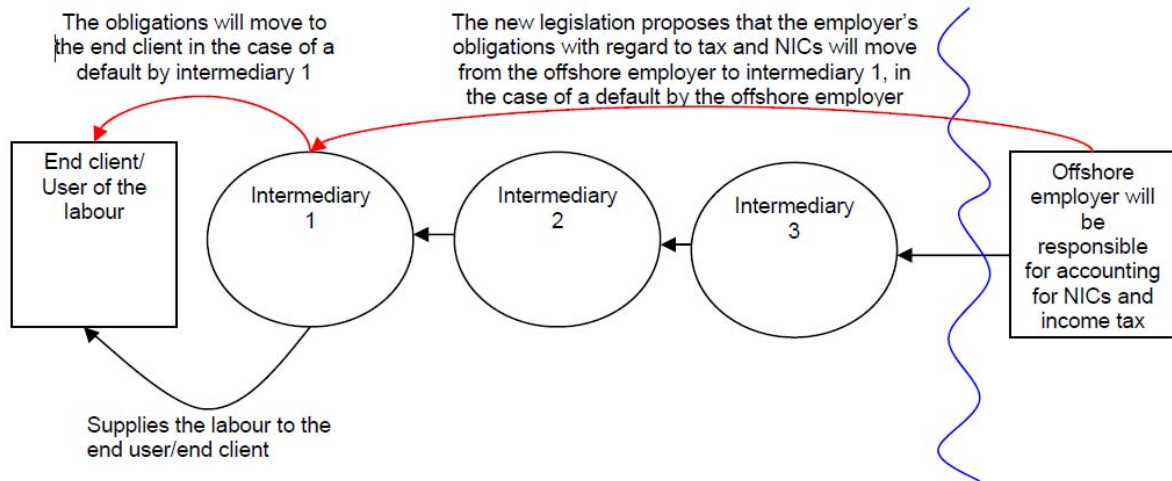 The obligations will move to
the end client in the case of a
default by intermediary 1
The new legislation proposes that the employer's
obligations with regard to tax and NICs will move
from the offshore employer to intermediary 1, in
the case of a default by the offshore employer
End client/
User of the
labour
Intermediary
1
Intermediary
2
Intermediary
3
Offshore
employer will
be
responsible
for accounting
for NICs and
income tax
Supplies the labour to the
end user/end client